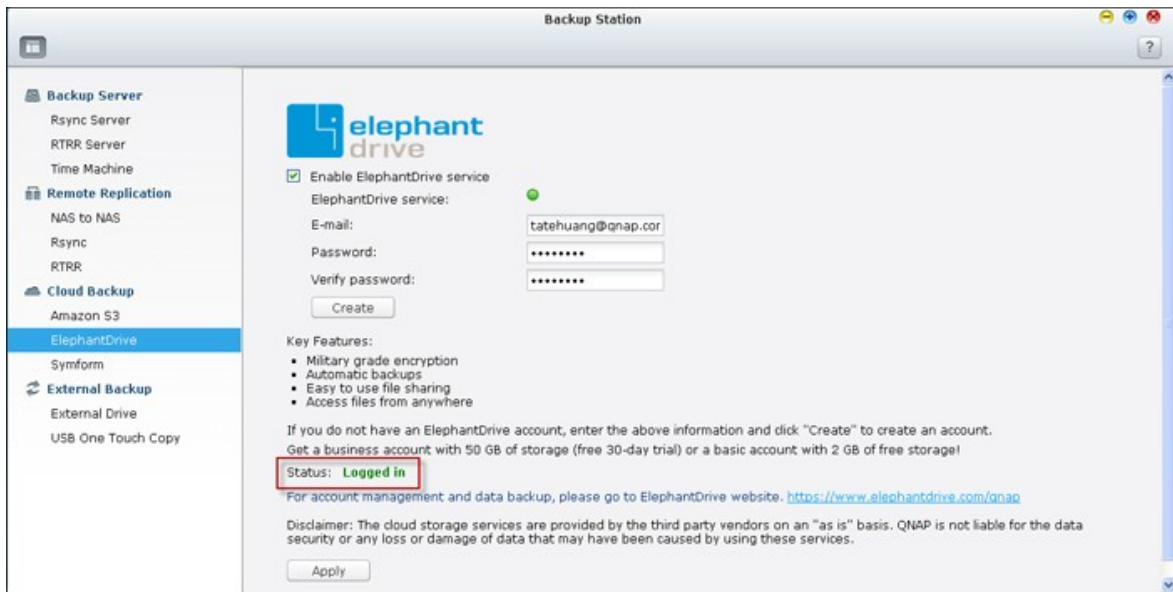 Backup Station
?
Backup Server
Rsync Server
RTRR Server
Time Machine
Remote Replication
NAS to NAS
Rsync
RTRR
Cloud Backup
Amazon S3
ElephantDrive
Symform
External Backup
External Drive
USB One Touch Copy
elephant
drive
Enable ElephantDrive service
ElephantDrive service:
E-mail: tatehuang@qnap.cor
Password: ••••••••
Verify password: ••••••••
Create
Key Features:
• Military grade encryption
• Automatic backups
• Easy to use file sharing
• Access files from anywhere
If you do not have an ElephantDrive account, enter the above information and click "Create" to create an account.
Get a business account with 50 GB of storage (free 30-day trial) or a basic account with 2 GB of free storage!
Status: Logged in
For account management and data backup, please go to ElephantDrive website. https://www.elephantdrive.com/qnap
Disclaimer: The cloud storage services are provided by the third party vendors on an "as is" basis. QNAP is not liable for the data
security or any loss or damage of data that may have been caused by using these services.
Apply